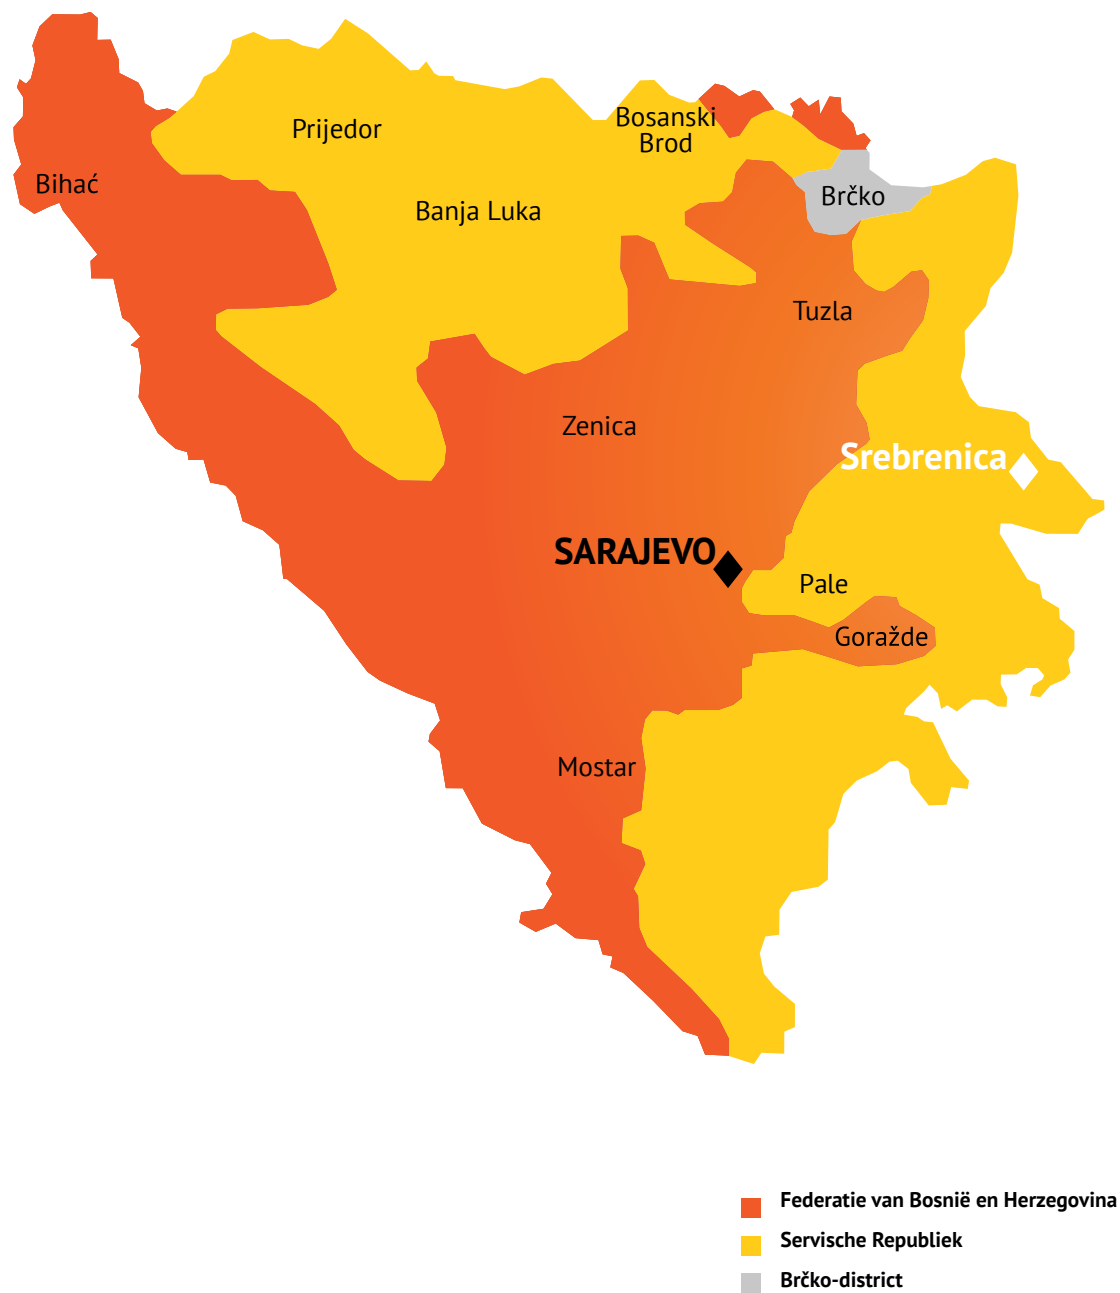 Prijedor
Bosanski
Brod
Bihać
Brčko
Banja Luka
Tuzla
Zenica
Srebrenica
SARAJEVO
Pale
Goražde
Mostar
Federatie van Bosnië en Herzegovina
Servische Republiek
Brčko-district